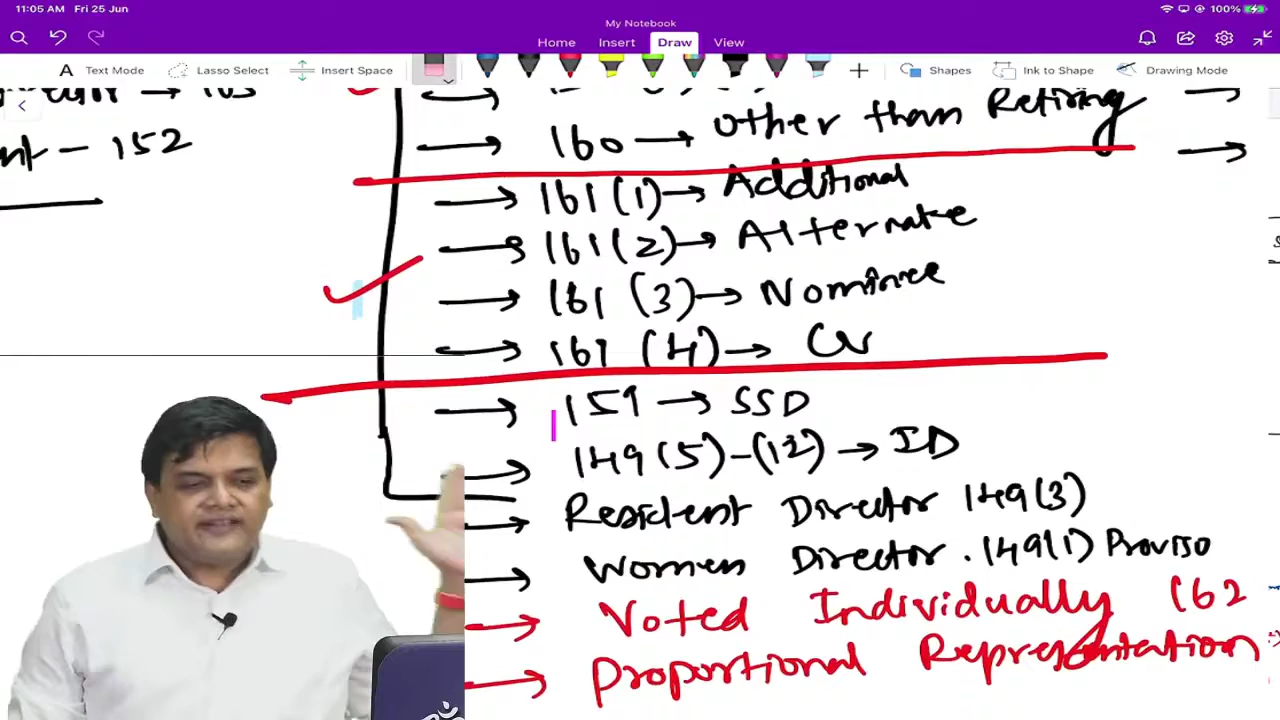 11:05 AM Fri 25 Jun
100%
My Notebook
Home Insert Draw View
A Text Mode Lasso Select Insert Space Shapes Ink to Shape Drawing Mode
152
160 → Other than Retiring
161(1) → Additional
161(2) → Alternate
161 (3) → Nominee
161 (4) → CV
159 → SSD
149(5)-(12) → ID
Resident Director 149(3)
Women Director . 149(1) Proviso
Voted Individually (162
Proportional Representation
ॐ